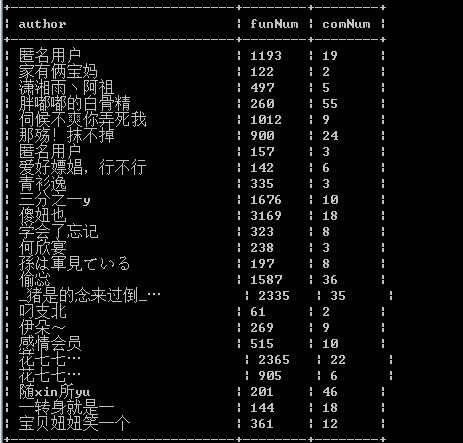 author funNum comNum
匿名用户 1193 19
家有俩宝妈 122 2
潇湘雨丶阿祖 497 5
胖嘟嘟的白骨精 260 55
伺候不爽你弄死我 1012 9
那殇!抹不掉 900 24
匿名用户 157 3
爱好嫖娼，行不行 142 6
青衫逸 335 3
三分之一y 1676 10
傻妞也 3169 18
学会了忘记 323 8
何欣宴 238 3
孫は軍見ている 197 8
偷惢 1587 36
_猪是的念来过倒_… 2335 35
叼支北 61 2
伊朵～ 269 9
感情会员 515 10
花七七… 2365 22
花七七… 905 6
随xin所yu 201 46
一转身就是一 144 18
宝贝妞妞笑一个 361 12